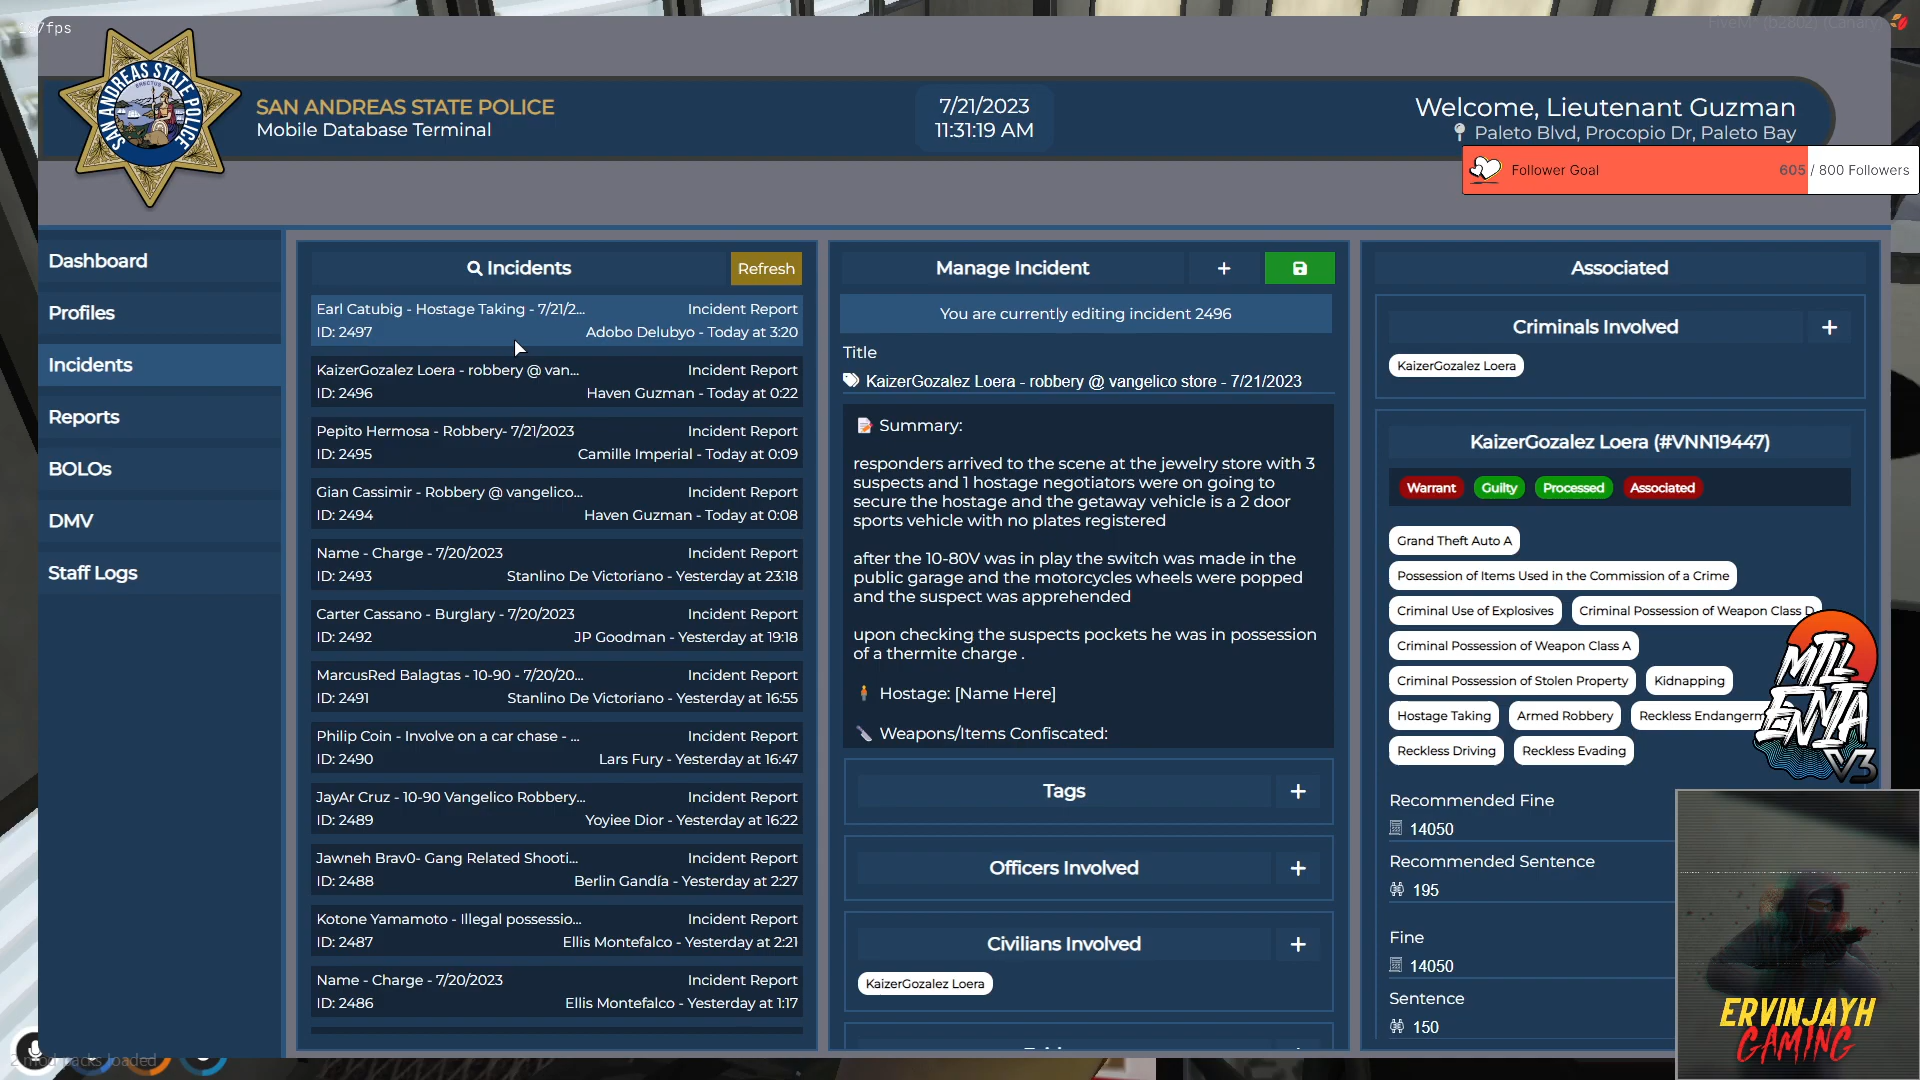 7fps
SAN ANDREAS STATE POLICE
SAN ANDREAS STATE POLICE
Mobile Database Terminal
7/21/2023
11:31:19 AM
Welcome, Lieutenant Guzman
Paleto Blvd, Procopio Dr, Paleto Bay
Follower Goal
605 / 800 Followers
Dashboard
Profiles
Incidents
Reports
BOLOs
DMV
Staff Logs
Incidents
Refresh
Earl Catubig - Hostage Taking - 7/21/2... Incident Report
ID: 2497 Adobo Delubyo - Today at 3:20
KaizerGozalez Loera - robbery @ van... Incident Report
ID: 2496 Haven Guzman - Today at 0:22
Pepito Hermosa - Robbery- 7/21/2023 Incident Report
ID: 2495 Camille Imperial - Today at 0:09
Gian Cassimir - Robbery @ vangelico... Incident Report
ID: 2494 Haven Guzman - Today at 0:08
Name - Charge - 7/20/2023 Incident Report
ID: 2493 Stanlino De Victoriano - Yesterday at 23:18
Carter Cassano - Burglary - 7/20/2023 Incident Report
ID: 2492 JP Goodman - Yesterday at 19:18
MarcusRed Balagtas - 10-90 - 7/20/20... Incident Report
ID: 2491 Stanlino De Victoriano - Yesterday at 16:55
Philip Coin - Involve on a car chase - ... Incident Report
ID: 2490 Lars Fury - Yesterday at 16:47
JayAr Cruz - 10-90 Vangelico Robbery... Incident Report
ID: 2489 Yoyiee Dior - Yesterday at 16:22
Jawneh Brav0- Gang Related Shooti... Incident Report
ID: 2488 Berlin Gandía - Yesterday at 2:27
Kotone Yamamoto - Illegal possessio... Incident Report
ID: 2487 Ellis Montefalco - Yesterday at 2:21
Name - Charge - 7/20/2023 Incident Report
ID: 2486 Ellis Montefalco - Yesterday at 1:17
Manage Incident +
You are currently editing incident 2496
Title
KaizerGozalez Loera - robbery @ vangelico store - 7/21/2023
📝 Summary:
responders arrived to the scene at the jewelry store with 3
suspects and 1 hostage negotiators were on going to
secure the hostage and the getaway vehicle is a 2 door
sports vehicle with no plates registered
after the 10-80V was in play the switch was made in the
public garage and the motorcycles wheels were popped
and the suspect was apprehended
upon checking the suspects pockets he was in possession
of a thermite charge .
🧍 Hostage: [Name Here]
🔪 Weapons/Items Confiscated:
Tags +
Officers Involved +
Civilians Involved +
KaizerGozalez Loera
Associated
Criminals Involved +
KaizerGozalez Loera
KaizerGozalez Loera (#VNN19447)
Warrant Guilty Processed Associated
Grand Theft Auto A
Possession of Items Used in the Commission of a Crime
Criminal Use of Explosives Criminal Possession of Weapon Class D
Criminal Possession of Weapon Class A
Criminal Possession of Stolen Property Kidnapping
Hostage Taking Armed Robbery Reckless Endangerm
Reckless Driving Reckless Evading
Recommended Fine
14050
Recommended Sentence
195
Fine
14050
Sentence
150
MILENIA
V3
ERVINJAYH
GAMING
mod packs loaded